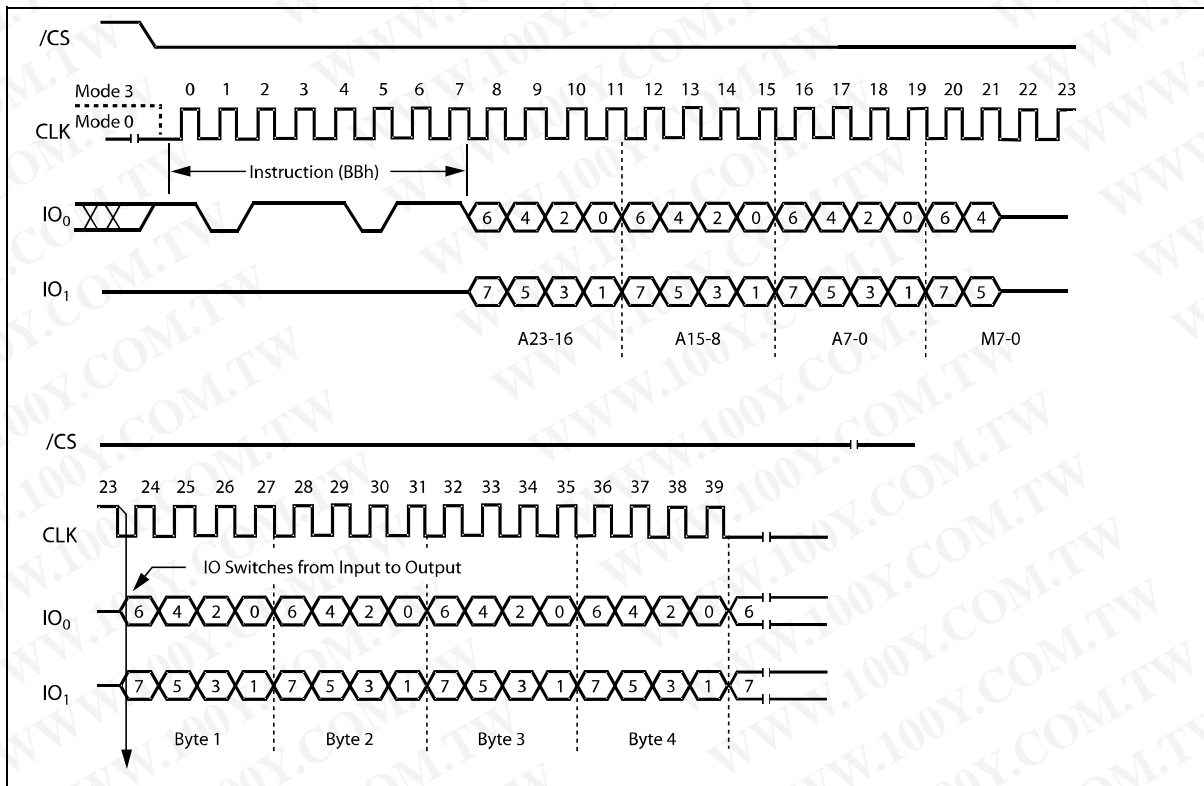 /CS
Mode 3
0 1 2 3 4 5 6 7 8 9 10 11 12 13 14 15 16 17 18 19 20 21 22 23
Mode 0
CLK
Instruction (BBh)
IO0
6 4 2 0 6 4 2 0 6 4 2 0 6 4
IO1
7 5 3 1 7 5 3 1 7 5 3 1 7 5
A23-16 A15-8 A7-0 M7-0
/CS
23 24 25 26 27 28 29 30 31 32 33 34 35 36 37 38 39
CLK
IO Switches from Input to Output
IO0
6 4 2 0 6 4 2 0 6 4 2 0 6 4 2 0 6
IO1
7 5 3 1 7 5 3 1 7 5 3 1 7 5 3 1 7
Byte 1 Byte 2 Byte 3 Byte 4
WWW.100Y.COM.TW